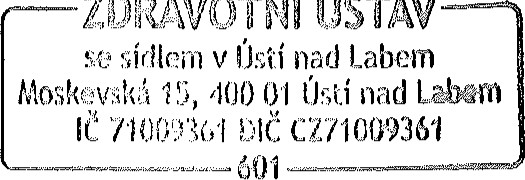 ZDRAVOTNÍ ÚSTAV
se sídlem v Ústí nad Labem
Moskevská 15, 400 01 Ústí nad Labem
IČ 71009361 DIČ CZ71009361
601